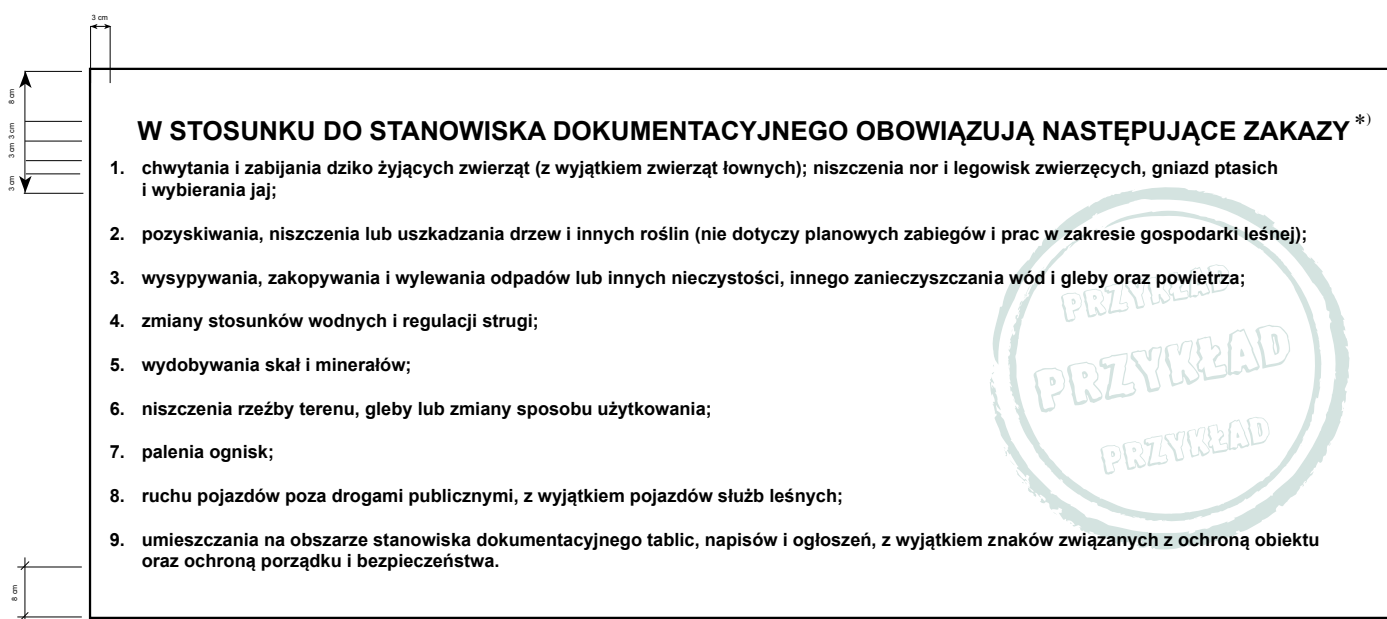 3 cm
8 cm
3 cm
3 cm
3 cm
W STOSUNKU DO STANOWISKA DOKUMENTACYJNEGO OBOWIĄZUJĄ NASTĘPUJĄCE ZAKAZY *)
1. chwytania i zabijania dziko żyjących zwierząt (z wyjątkiem zwierząt łownych); niszczenia nor i legowisk zwierzęcych, gniazd ptasich
i wybierania jaj;
2. pozyskiwania, niszczenia lub uszkadzania drzew i innych roślin (nie dotyczy planowych zabiegów i prac w zakresie gospodarki leśnej);
3. wysypywania, zakopywania i wylewania odpadów lub innych nieczystości, innego zanieczyszczania wód i gleby oraz powietrza;
PRZYKŁAD
4. zmiany stosunków wodnych i regulacji strugi;
5. wydobywania skał i minerałów;
PRZYKŁAD
6. niszczenia rzeźby terenu, gleby lub zmiany sposobu użytkowania;
7. palenia ognisk;
PRZYKŁAD
8. ruchu pojazdów poza drogami publicznymi, z wyjątkiem pojazdów służb leśnych;
9. umieszczania na obszarze stanowiska dokumentacyjnego tablic, napisów i ogłoszeń, z wyjątkiem znaków związanych z ochroną obiektu
oraz ochroną porządku i bezpieczeństwa.
8 cm